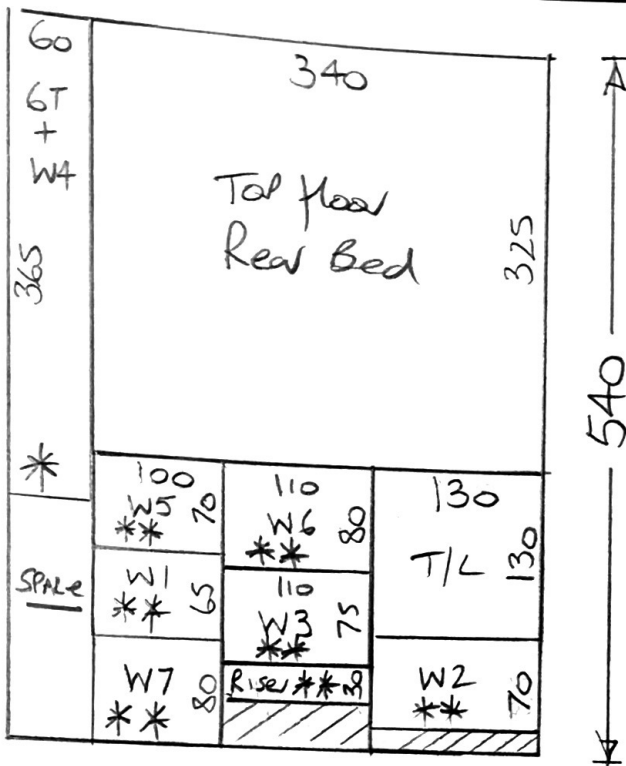 60
6T
+
W4
365
*
SPARE
340
Top floor
Rear Bed
325
540
100
W5
**
70
110
W6
**
80
130
T/L
130
W1
**
65
110
W3
**
75
W7
**
80
Riser ** 30
W2
**
70